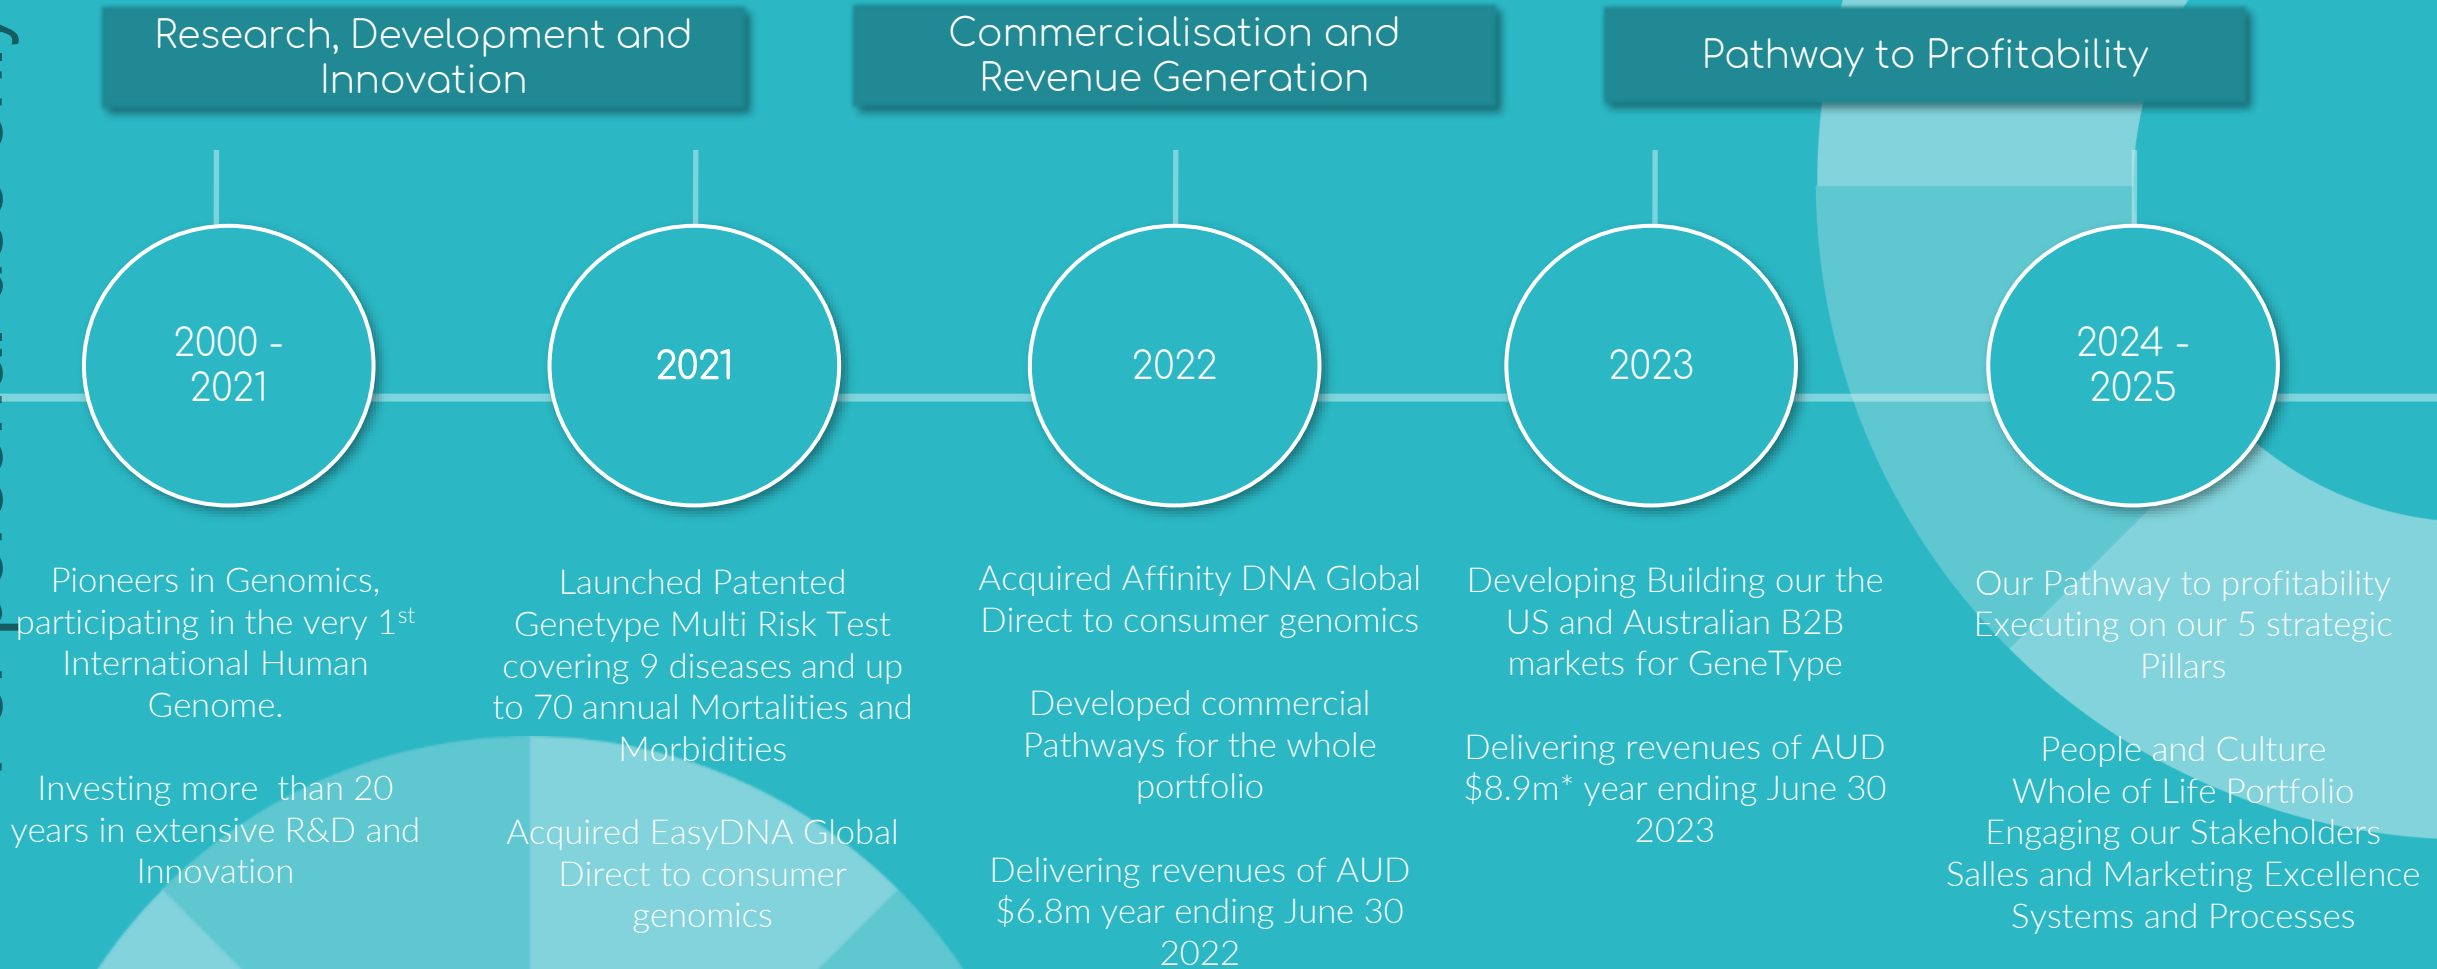 Research, Development and
Innovation
Commercialisation and
Revenue Generation
Pathway to Profitability
2000 -
2021
2021
2022
2023
2024 -
2025
Pioneers in Genomics,
participating in the very 1st
International Human
Genome.
Investing more  than 20
years in extensive R&D and
Innovation
Launched Patented
Genetype Multi Risk Test
covering 9 diseases and up
to 70 annual Mortalities and
Morbidities
Acquired EasyDNA Global
Direct to consumer
genomics
Acquired Affinity DNA Global
Direct to consumer genomics
Developed commercial
Pathways for the whole
portfolio
Delivering revenues of AUD
$6.8m year ending June 30
2022
Developing Building our the
US and Australian B2B
markets for GeneType
Delivering revenues of AUD
$8.9m* year ending June 30
2023
Our Pathway to profitability
Executing on our 5 strategic
Pillars
People and Culture
Whole of Life Portfolio
Engaging our Stakeholders
Salles and Marketing Excellence
Systems and Processes